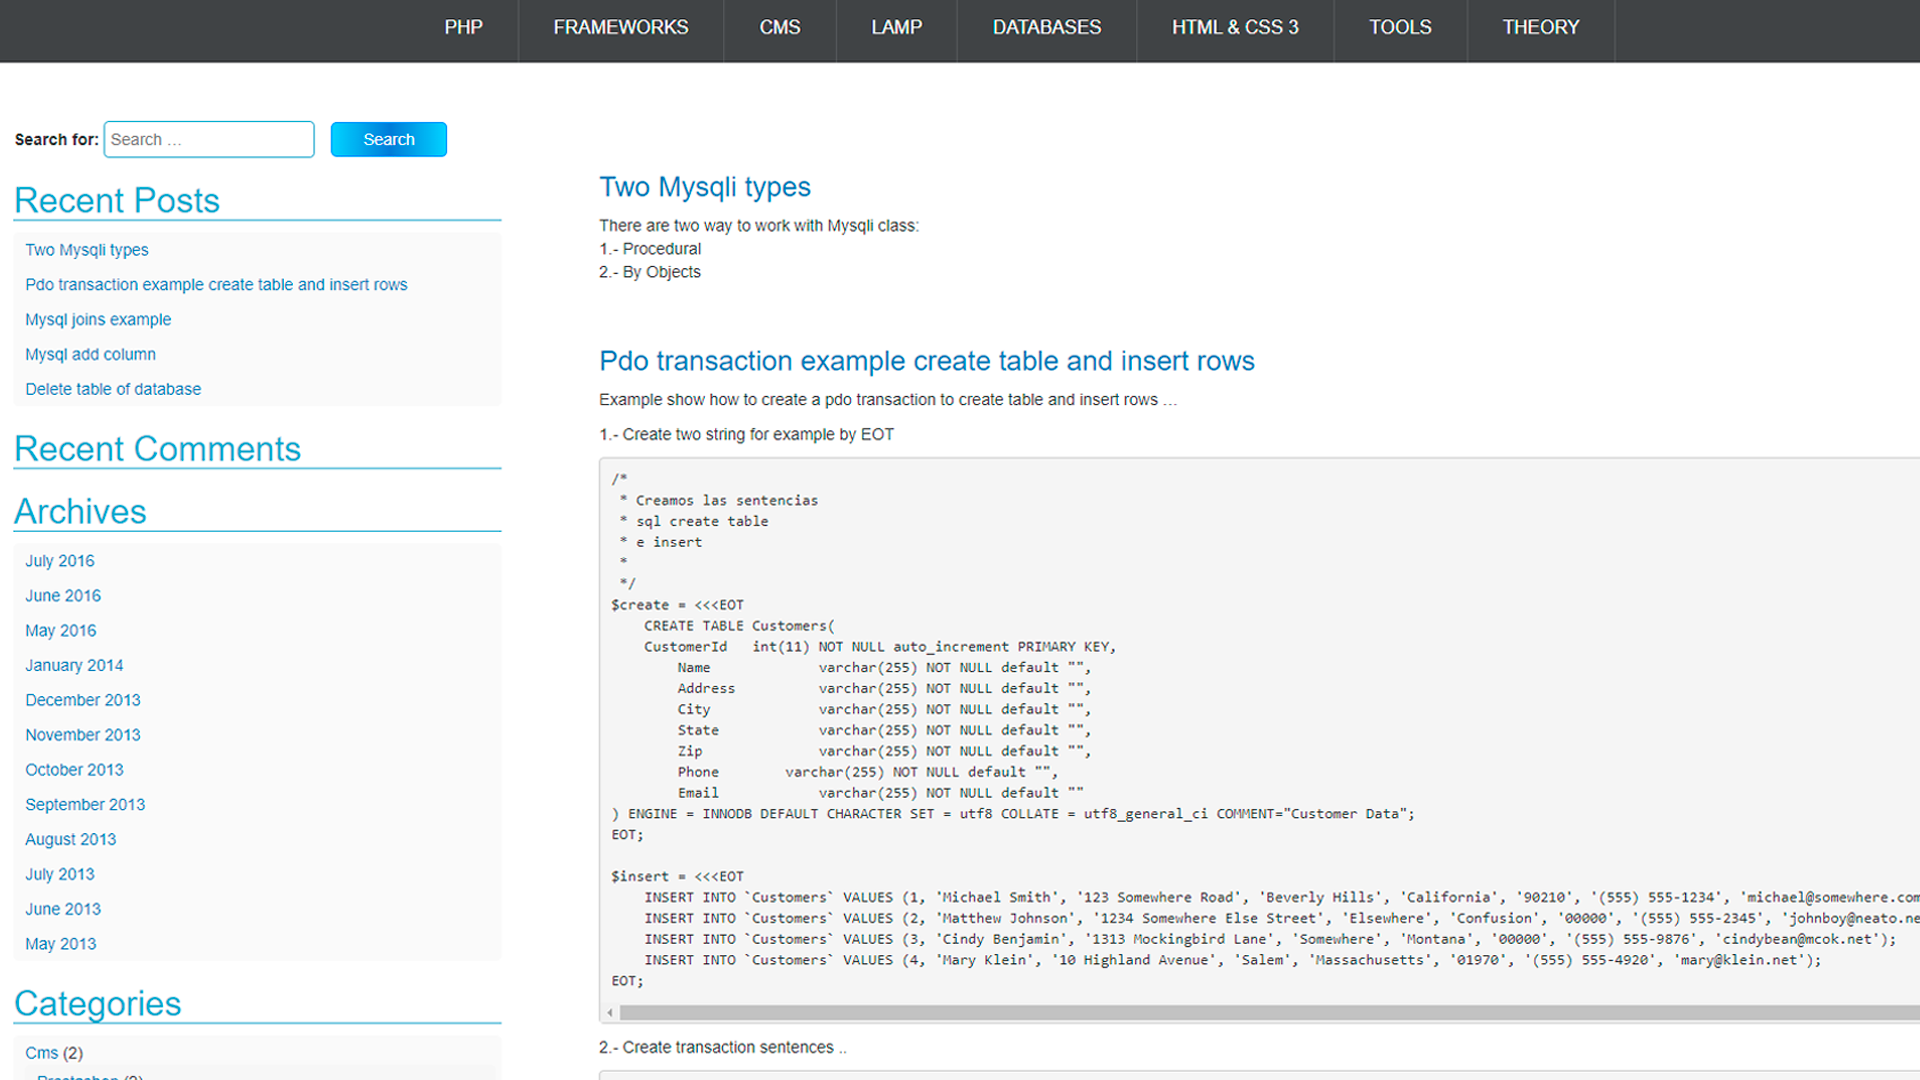 PHP FRAMEWORKS CMS LAMP DATABASES HTML & CSS 3 TOOLS THEORY
Search for: Search … Search
Recent Posts
Two Mysqli types
Pdo transaction example create table and insert rows
Mysql joins example
Mysql add column
Delete table of database
Recent Comments
Archives
July 2016
June 2016
May 2016
January 2014
December 2013
November 2013
October 2013
September 2013
August 2013
July 2013
June 2013
May 2013
Categories
Cms (2)
Two Mysqli types
There are two way to work with Mysqli class:
1.- Procedural
2.- By Objects
Pdo transaction example create table and insert rows
Example show how to create a pdo transaction to create table and insert rows …
1.- Create two string for example by EOT
/*
* Creamos las sentencias
* sql create table
* e insert
*
*/
$create = <<<EOT
CREATE TABLE Customers(
CustomerId int(11) NOT NULL auto_increment PRIMARY KEY,
Name varchar(255) NOT NULL default "",
Address varchar(255) NOT NULL default "",
City varchar(255) NOT NULL default "",
State varchar(255) NOT NULL default "",
Zip varchar(255) NOT NULL default "",
Phone varchar(255) NOT NULL default "",
Email varchar(255) NOT NULL default ""
) ENGINE = INNODB DEFAULT CHARACTER SET = utf8 COLLATE = utf8_general_ci COMMENT="Customer Data";
EOT;
$insert = <<<EOT
INSERT INTO `Customers` VALUES (1, 'Michael Smith', '123 Somewhere Road', 'Beverly Hills', 'California', '90210', '(555) 555-1234', 'michael@somewhere.com
INSERT INTO `Customers` VALUES (2, 'Matthew Johnson', '1234 Somewhere Else Street', 'Elsewhere', 'Confusion', '00000', '(555) 555-2345', 'johnboy@neato.ne
INSERT INTO `Customers` VALUES (3, 'Cindy Benjamin', '1313 Mockingbird Lane', 'Somewhere', 'Montana', '00000', '(555) 555-9876', 'cindybean@mcok.net');
INSERT INTO `Customers` VALUES (4, 'Mary Klein', '10 Highland Avenue', 'Salem', 'Massachusetts', '01970', '(555) 555-4920', 'mary@klein.net');
EOT;
2.- Create transaction sentences ..